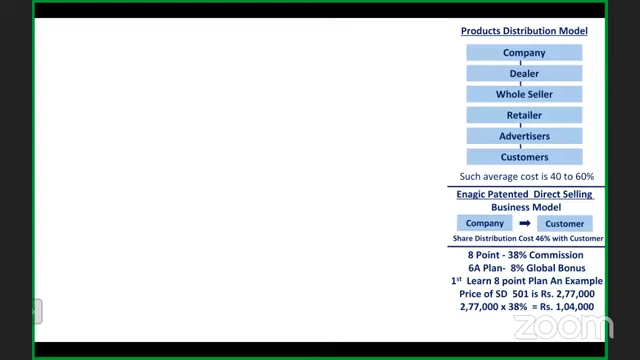 Products Distribution Model
Company
Dealer
Whole Seller
Retailer
Advertisers
Customers
Such average cost is 40 to 60%
Enagic Patented Direct Selling
Business Model
Company
Customer
Share Distribution Cost 46% with Customer
8 Point - 38% Commission
6A Plan- 8% Global Bonus
1st Learn 8 point Plan An Example
Price of SD 501 is Rs. 2,77,000
2,77,000 x 38% = Rs. 1,04,000
zoom